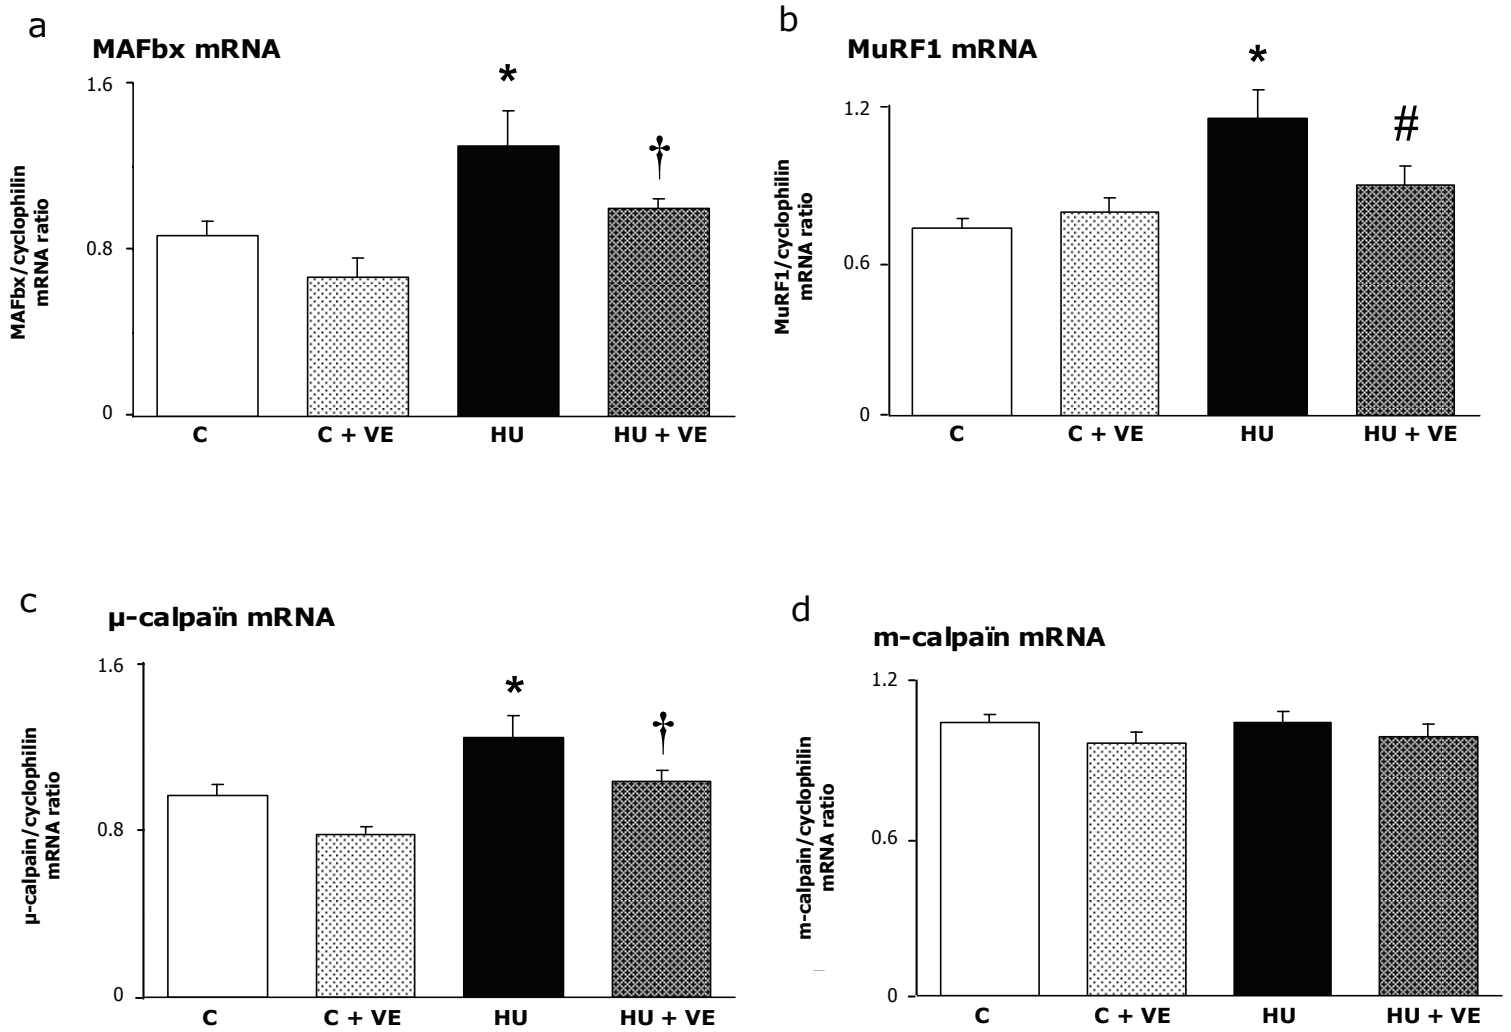 a
MAFbx mRNA
1.6
0.8
0
MAFbx/cyclophilin
mRNA ratio
*
†
C
C + VE
HU
HU + VE
b
MuRF1 mRNA
1.2
0.6
0
MuRF1/cyclophilin
mRNA ratio
*
#
C
C + VE
HU
HU + VE
c
µ-calpaïn mRNA
1.6
0.8
0
µ-calpain/cyclophilin
mRNA ratio
*
†
C
C + VE
HU
HU + VE
d
m-calpaïn mRNA
1.2
0.6
0
m-calpain/cyclophilin
mRNA ratio
C
C + VE
HU
HU + VE